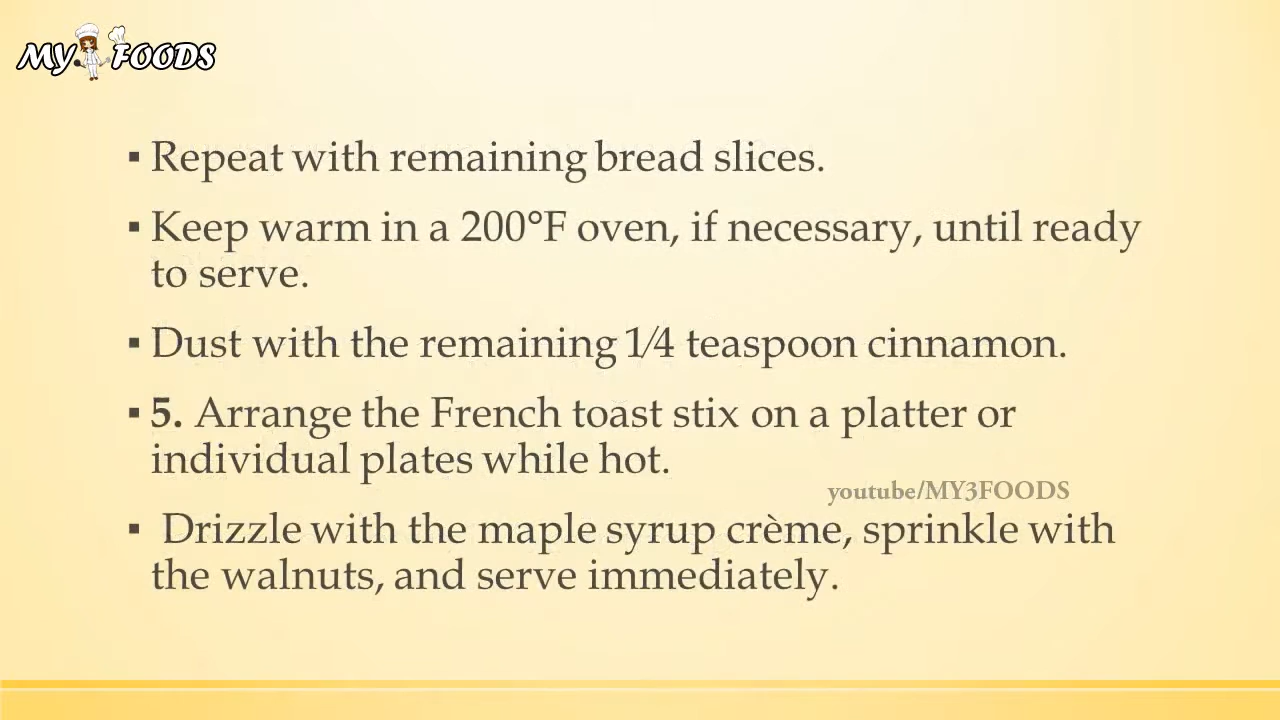 MY FOODS
▪ Repeat with remaining bread slices.
▪ Keep warm in a 200°F oven, if necessary, until ready
to serve.
▪ Dust with the remaining 1⁄4 teaspoon cinnamon.
▪ 5. Arrange the French toast stix on a platter or
individual plates while hot.
youtube/MY3FOODS
▪ Drizzle with the maple syrup crème, sprinkle with
the walnuts, and serve immediately.